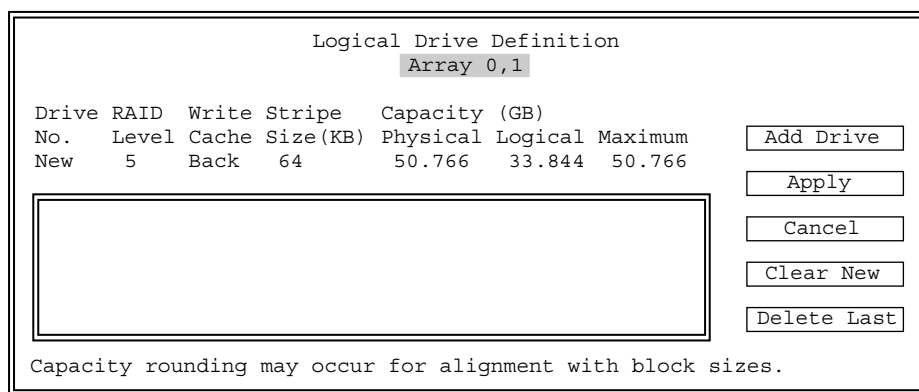 Logical Drive Definition
Array 0,1
Drive RAID Write Stripe Capacity (GB)
No. Level Cache Size(KB) Physical Logical Maximum
New 5 Back 64 50.766 33.844 50.766
Add Drive
Apply
Cancel
Clear New
Delete Last
Capacity rounding may occur for alignment with block sizes.